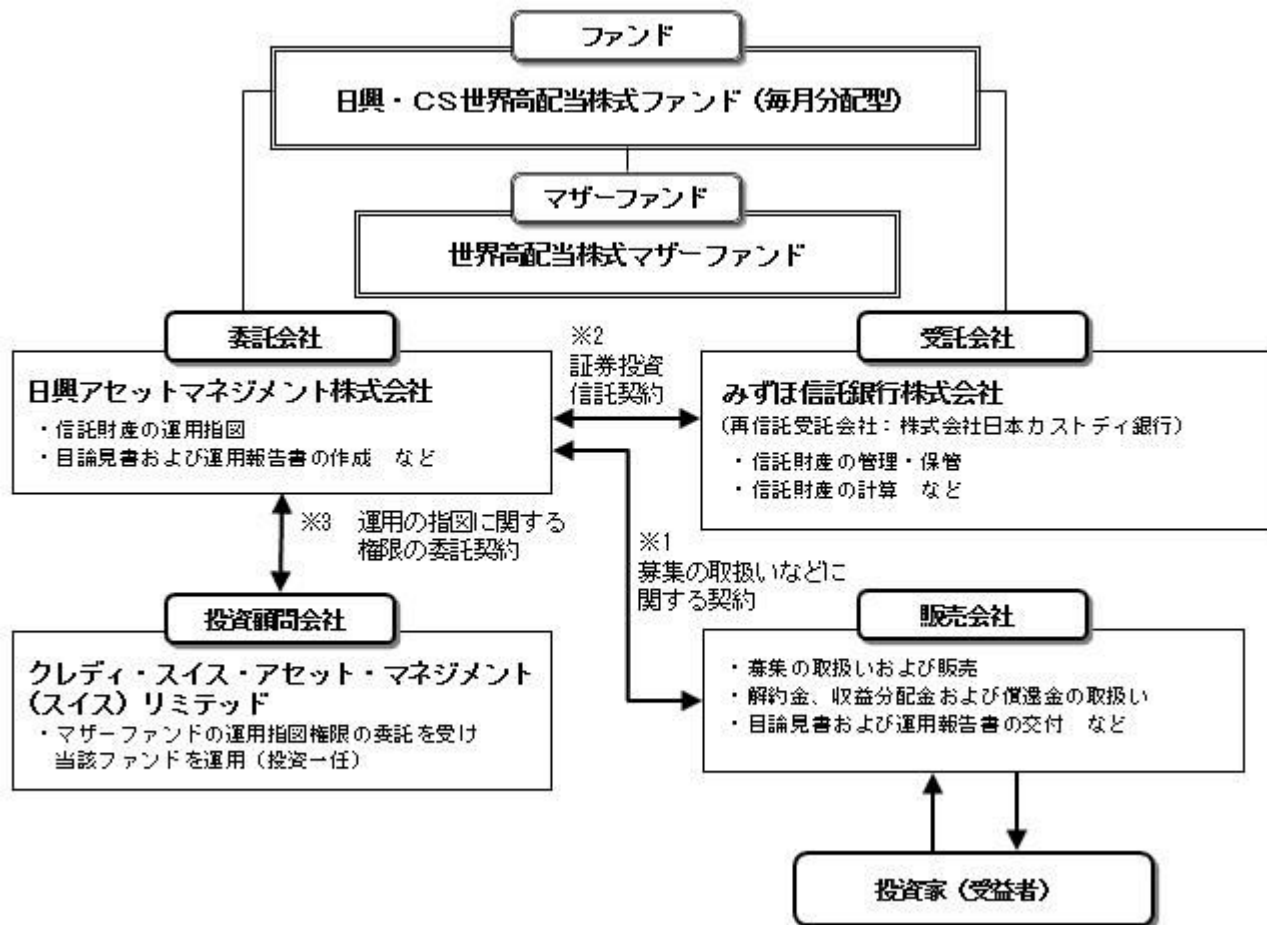 ファンド
日興・CS世界高配当株式ファンド(毎月分配型)
マザーファンド
世界高配当株式マザーファンド
委託会社
日興アセットマネジメント株式会社
・信託財産の運用指図
・目論見書および運用報告書の作成 など
※2
証券投資
信託契約
受託会社
みずほ信託銀行株式会社
(再信託受託会社:株式会社日本カストディ銀行)
・信託財産の管理・保管
・信託財産の計算 など
※3 運用の指図に関する
権限の委託契約
※1
募集の取扱いなどに
関する契約
投資顧問会社
クレディ・スイス・アセット・マネジメント
(スイス)リミテッド
・マザーファンドの運用指図権限の委託を受け
当該ファンドを運用(投資一任)
販売会社
・募集の取扱いおよび販売
・解約金、収益分配金および償還金の取扱い
・目論見書および運用報告書の交付 など
投資家(受益者)